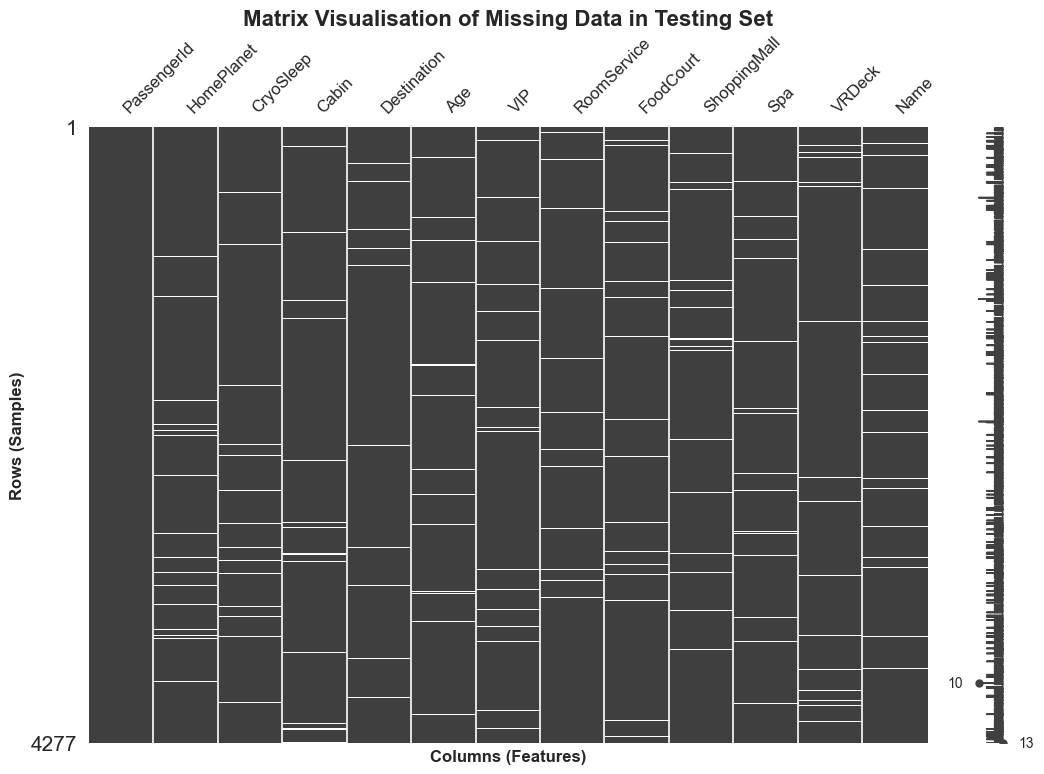 Matrix Visualisation of Missing Data in Testing Set
PassengerId
HomePlanet
CryoSleep
Cabin
Destination
Age
VIP
RoomService
FoodCourt
ShoppingMall
Spa
VRDeck
Name
1
Rows (Samples)
10
4277
13
Columns (Features)